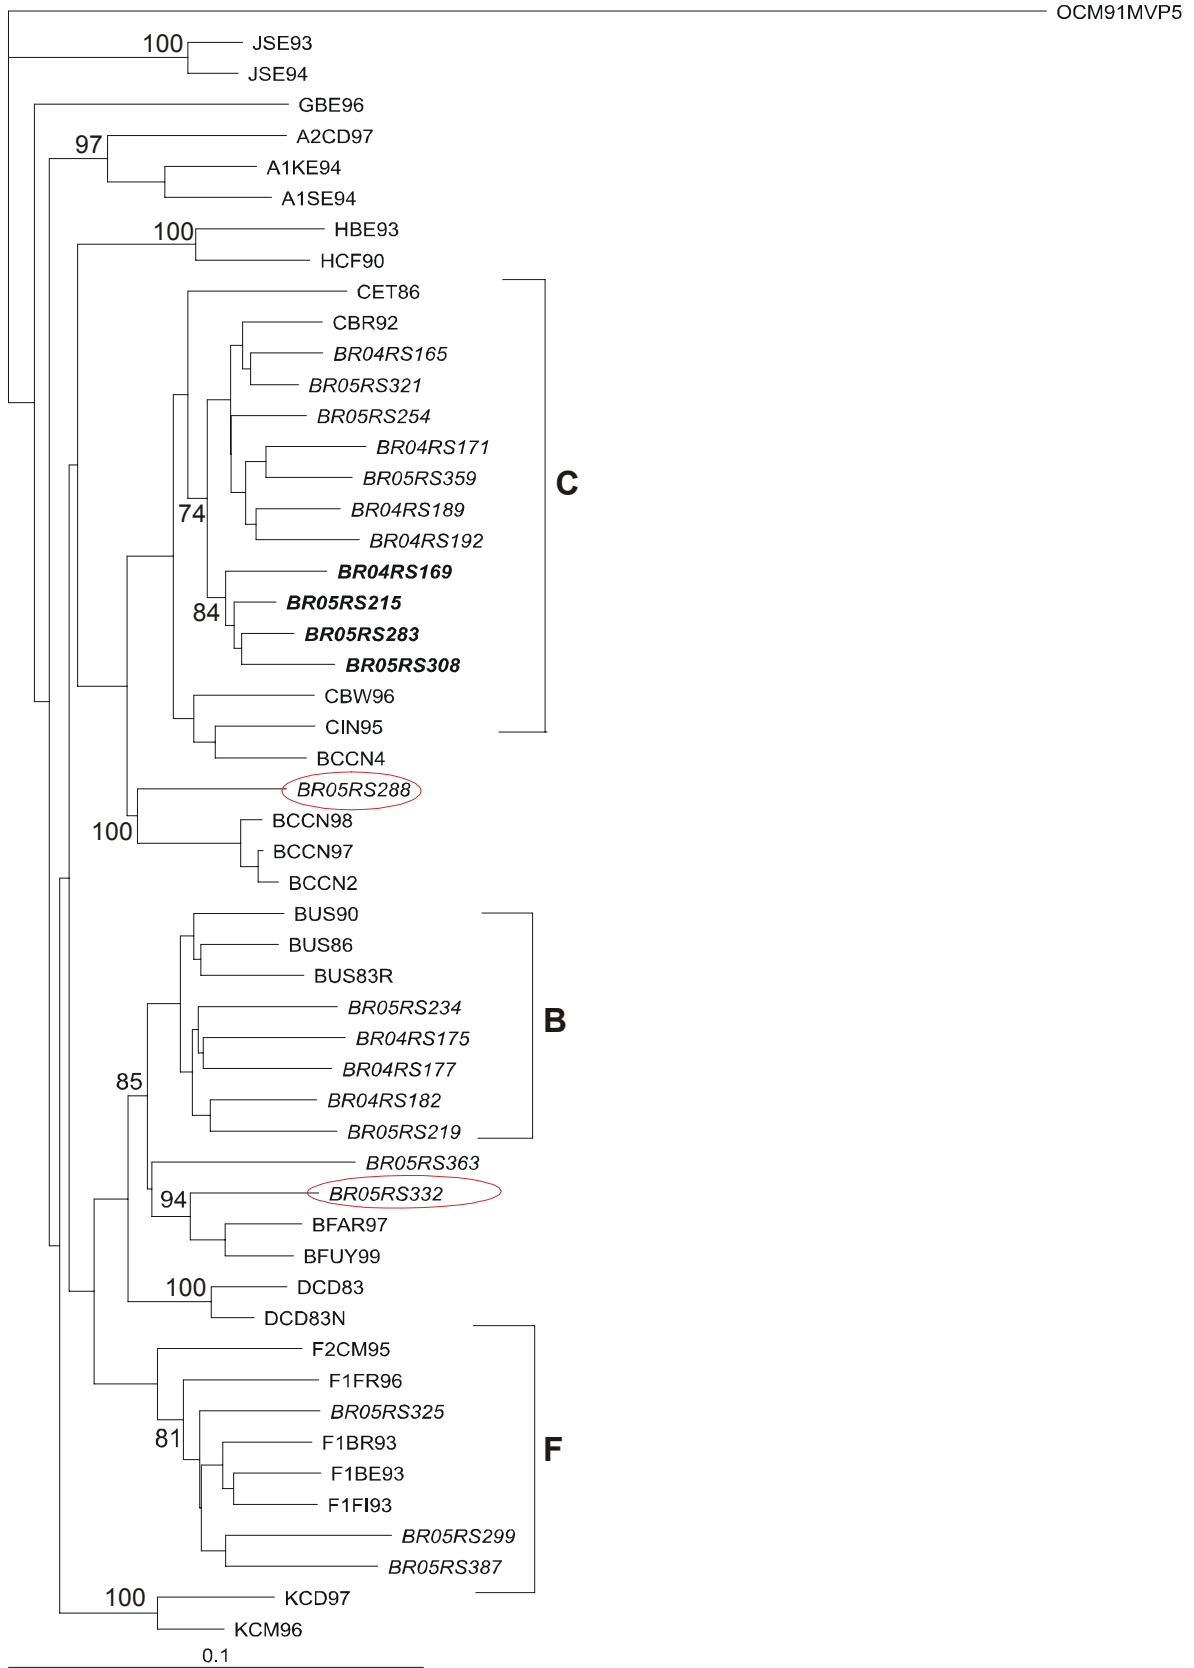 OCM91MVP5
100
JSE93
JSE94
GBE96
97
A2CD97
A1KE94
A1SE94
100
HBE93
HCF90
CET86
CBR92
BR04RS165
BR05RS321
BR05RS254
BR04RS171
BR05RS359
C
74
BR04RS189
BR04RS192
BR04RS169
84
BR05RS215
BR05RS283
BR05RS308
CBW96
CIN95
BCCN4
BR05RS288
100
BCCN98
BCCN97
BCCN2
BUS90
BUS86
BUS83R
BR05RS234
B
BR04RS175
BR04RS177
85
BR04RS182
BR05RS219
BR05RS363
94
BR05RS332
BFAR97
BFUY99
100
DCD83
DCD83N
F2CM95
F1FR96
BR05RS325
81
F1BR93
F
F1BE93
F1FI93
BR05RS299
BR05RS387
100
KCD97
KCM96
0.1